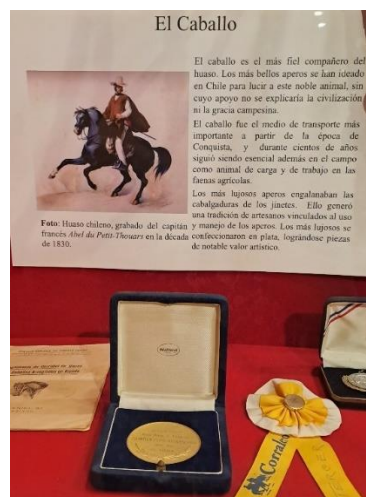 El Caballo
El caballo es el más fiel compañero del
huaso. Los más bellos aperos se han ideado
en Chile para lucir a este noble animal, sin
cuyo apoyo no se explicaría la civilización
ni la gracia campesina.
El caballo fue el medio de transporte más
importante a partir de la época de
Conquista, y durante cientos de años
siguió siendo esencial además en el campo
como animal de carga y de trabajo en las
faenas agrícolas.
Los más lujosos aperos engalanaban las
cabalgaduras de los jinetes. Ello generó
una tradición de artesanos vinculados al uso
y manejo de los aperos. Los más lujosos se
confeccionaron en plata, lográndose piezas
de notable valor artístico.
Foto: Huaso chileno, grabado del capitán
francés Abel du Petit-Thouars en la década
de 1830.
Corrale